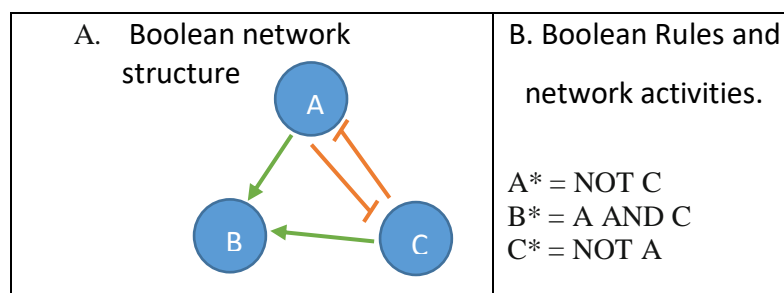 A. Boolean network
structure
A
B
C
B. Boolean Rules and
network activities.
A* = NOT C
B* = A AND C
C* = NOT A